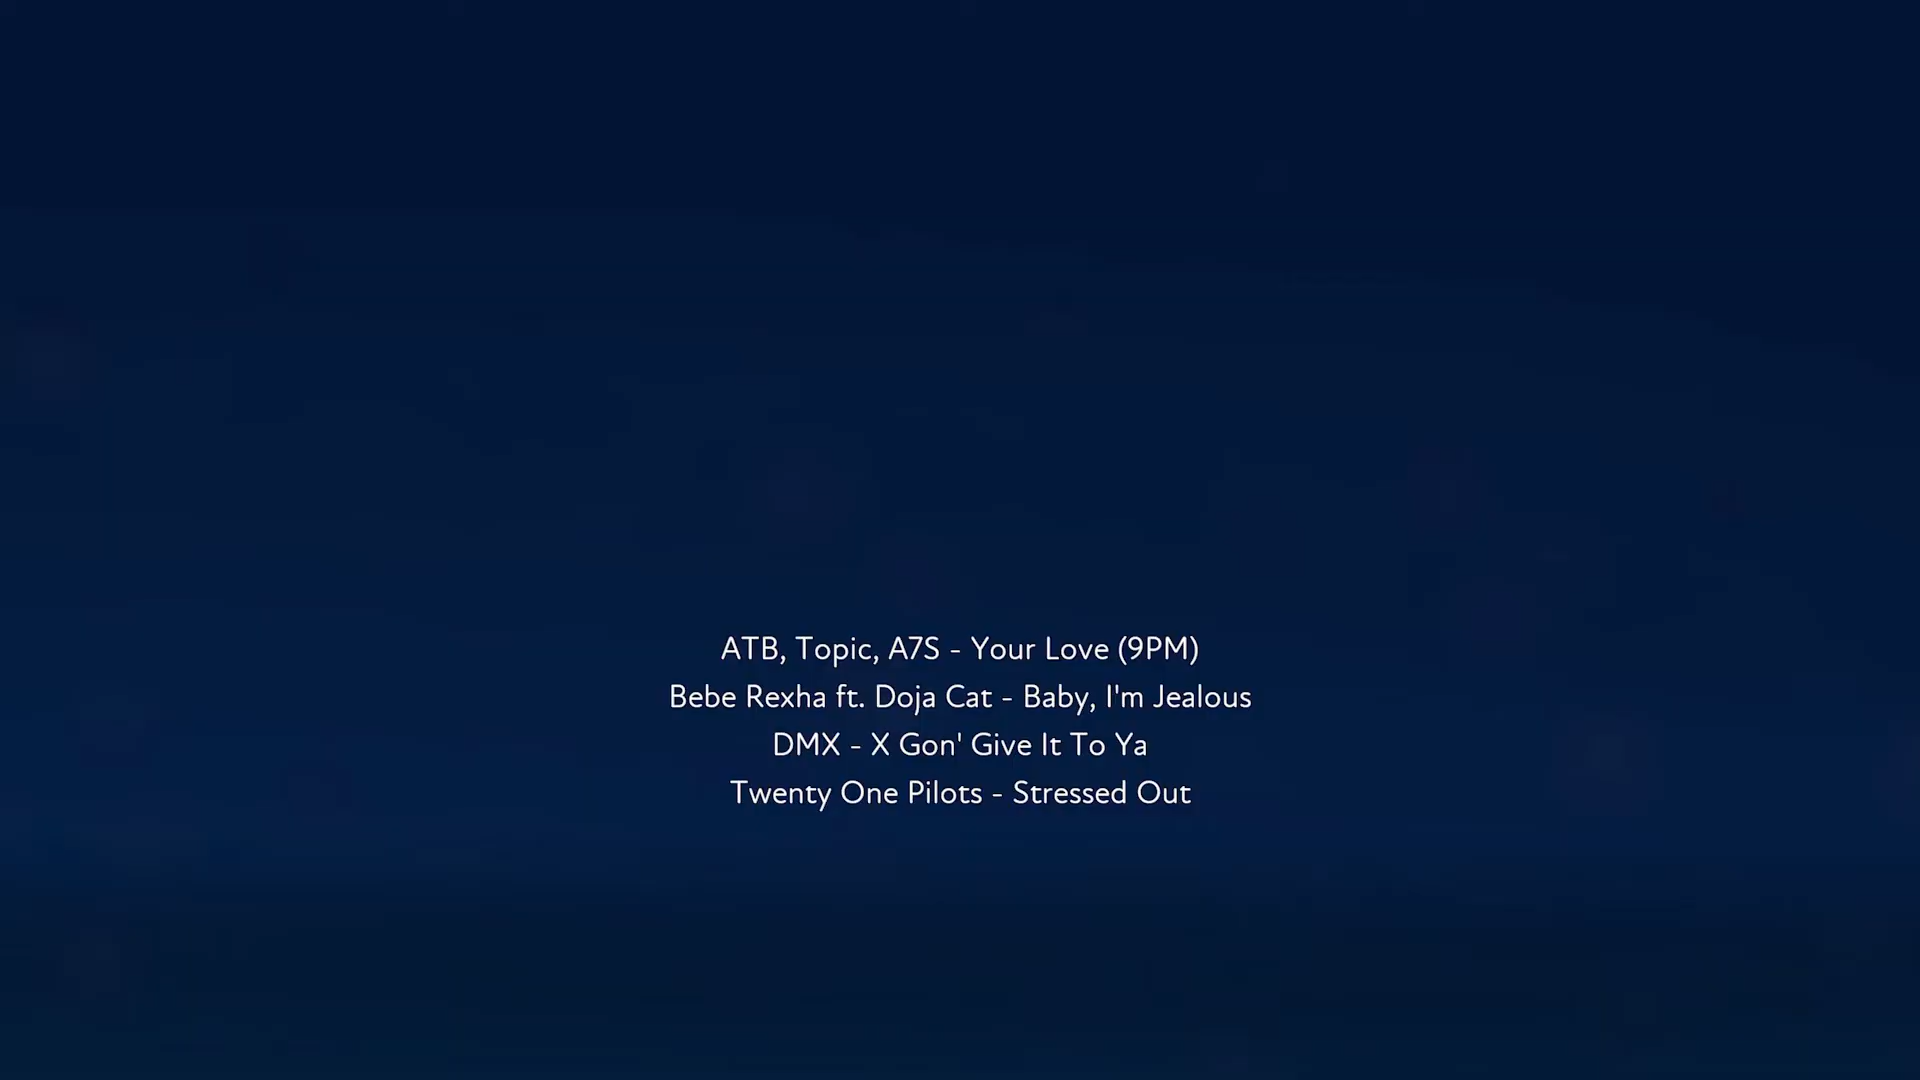 ATB, Topic, A7S - Your Love (9PM)
Bebe Rexha ft. Doja Cat - Baby, I'm Jealous
DMX - X Gon' Give It To Ya
Twenty One Pilots - Stressed Out